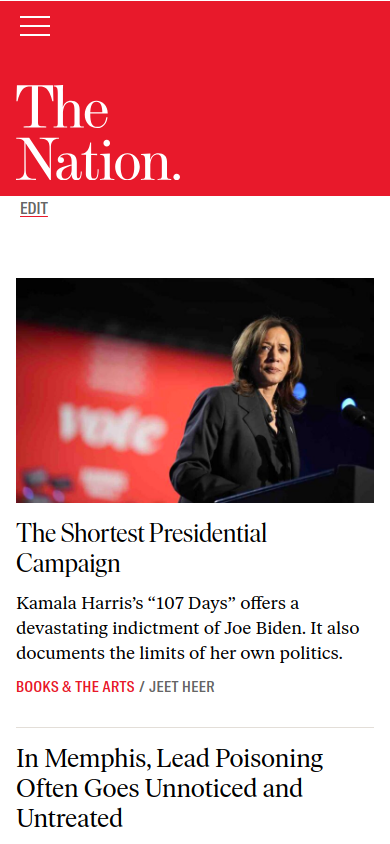 The
Nation.
EDIT
vote
The Shortest Presidential
Campaign
Kamala Harris’s “107 Days” offers a
devastating indictment of Joe Biden. It also
documents the limits of her own politics.
BOOKS & THE ARTS / JEET HEER
In Memphis, Lead Poisoning
Often Goes Unnoticed and
Untreated